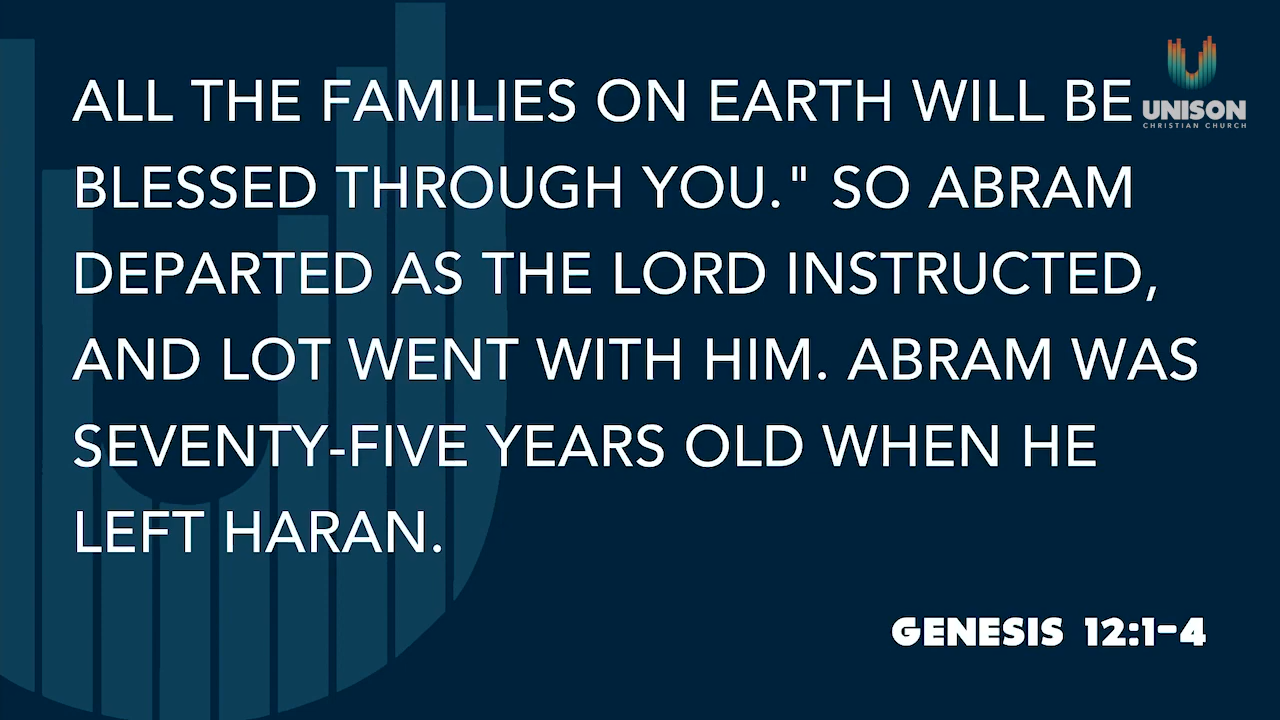 ALL THE FAMILIES ON EARTH WILL BE
BLESSED THROUGH YOU." SO ABRAM
DEPARTED AS THE LORD INSTRUCTED,
AND LOT WENT WITH HIM. ABRAM WAS
SEVENTY-FIVE YEARS OLD WHEN HE
LEFT HARAN.
GENESIS 12:1-4
UNISON
CHRISTIAN CHURCH